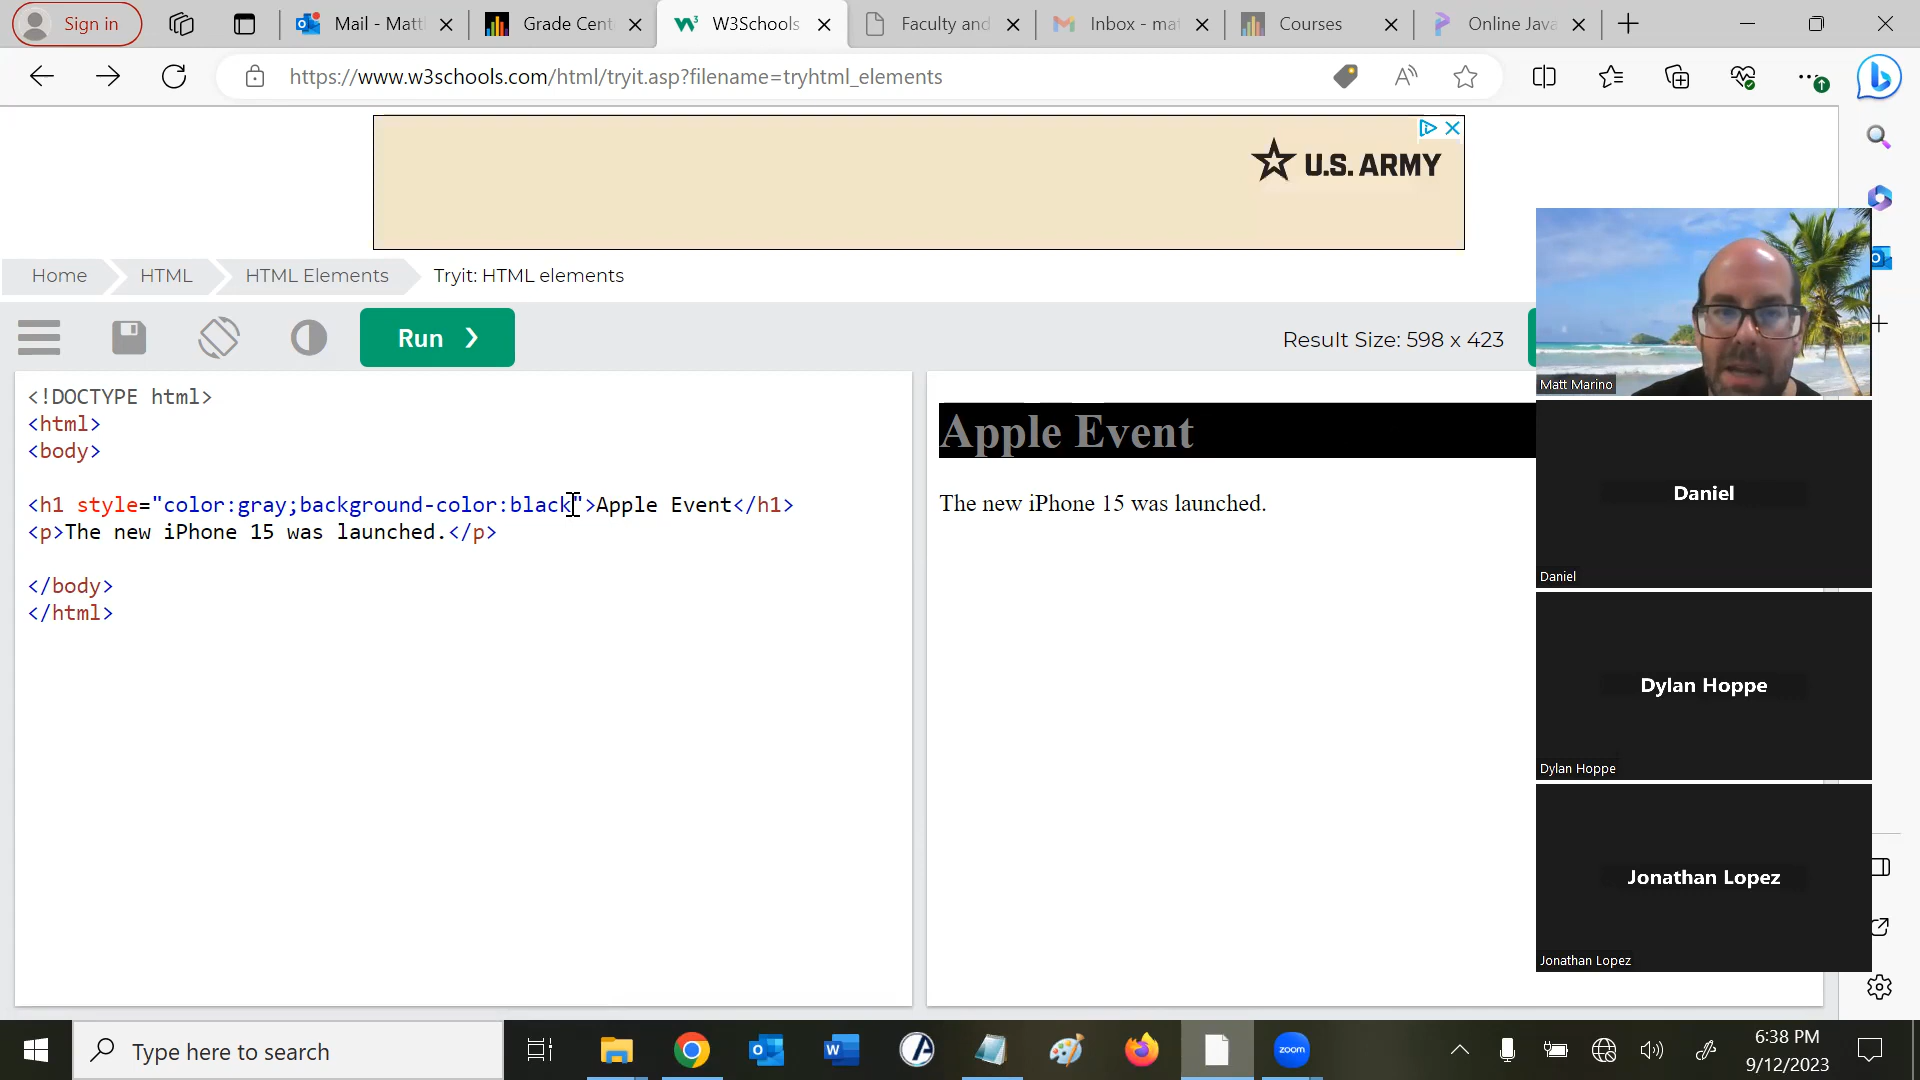 Sign in
Mail - Matt
Grade Cent
W3Schools
Faculty and
Inbox - mat
Courses
Online Java
https://www.w3schools.com/html/tryit.asp?filename=tryhtml_elements
U.S. ARMY
Home
HTML
HTML Elements
Tryit: HTML elements
Run ❯
Result Size: 598 x 423
<!DOCTYPE html>
<html>
<body>
<h1 style="color:gray;background-color:black">Apple Event</h1>
<p>The new iPhone 15 was launched.</p>
</body>
</html>
Apple Event
The new iPhone 15 was launched.
Matt Marino
Daniel
Daniel
Dylan Hoppe
Dylan Hoppe
Jonathan Lopez
Jonathan Lopez
Type here to search
zoom
6:38 PM
9/12/2023